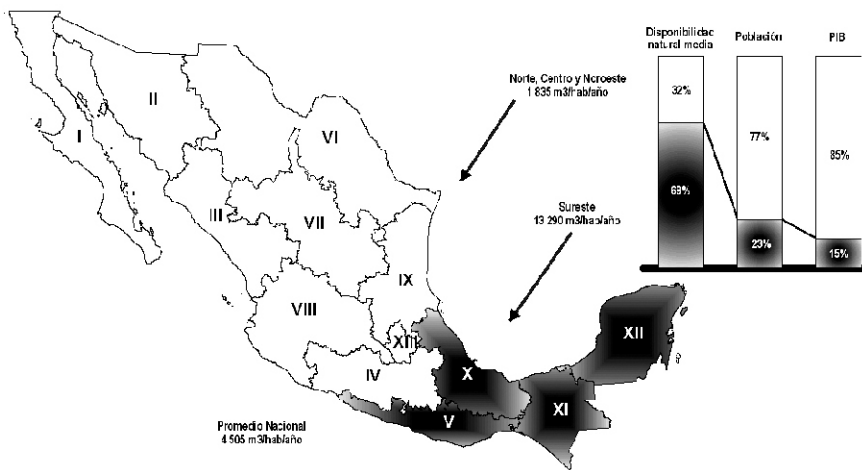 Disponibilidad
natural media
Población
PIB
32%
77%
85%
68%
23%
15%
Norte, Centro y Noroeste
1 835 m3/hab/año
Sureste
13 290 m3/hab/año
I
II
III
VI
VII
VIII
IX
XIII
IV
X
V
XI
XII
Promedio Nacional
4 505 m3/hab/año